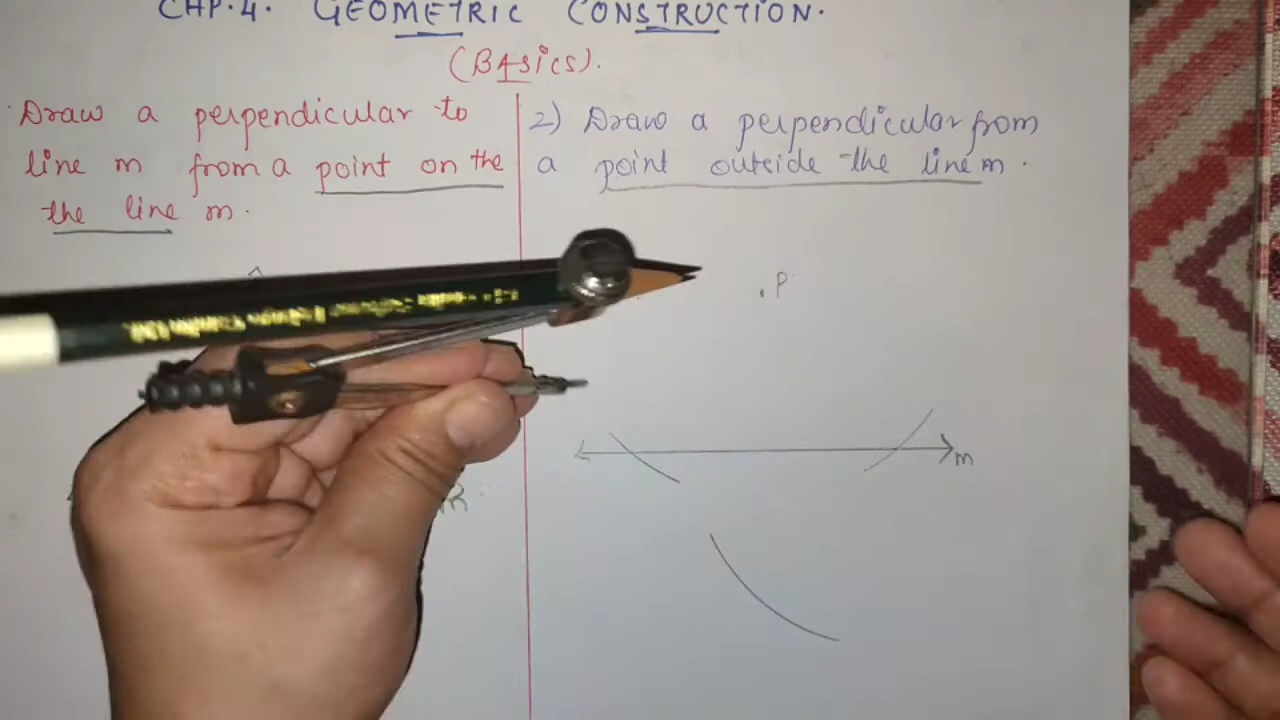 CHP.4. GEOMETRIC CONSTRUCTION.
(BASICS).
Draw a perpendicular to
line m from a point on the
the line m.
2) Draw a perpendicular from
a point outside the line m.
.P
m